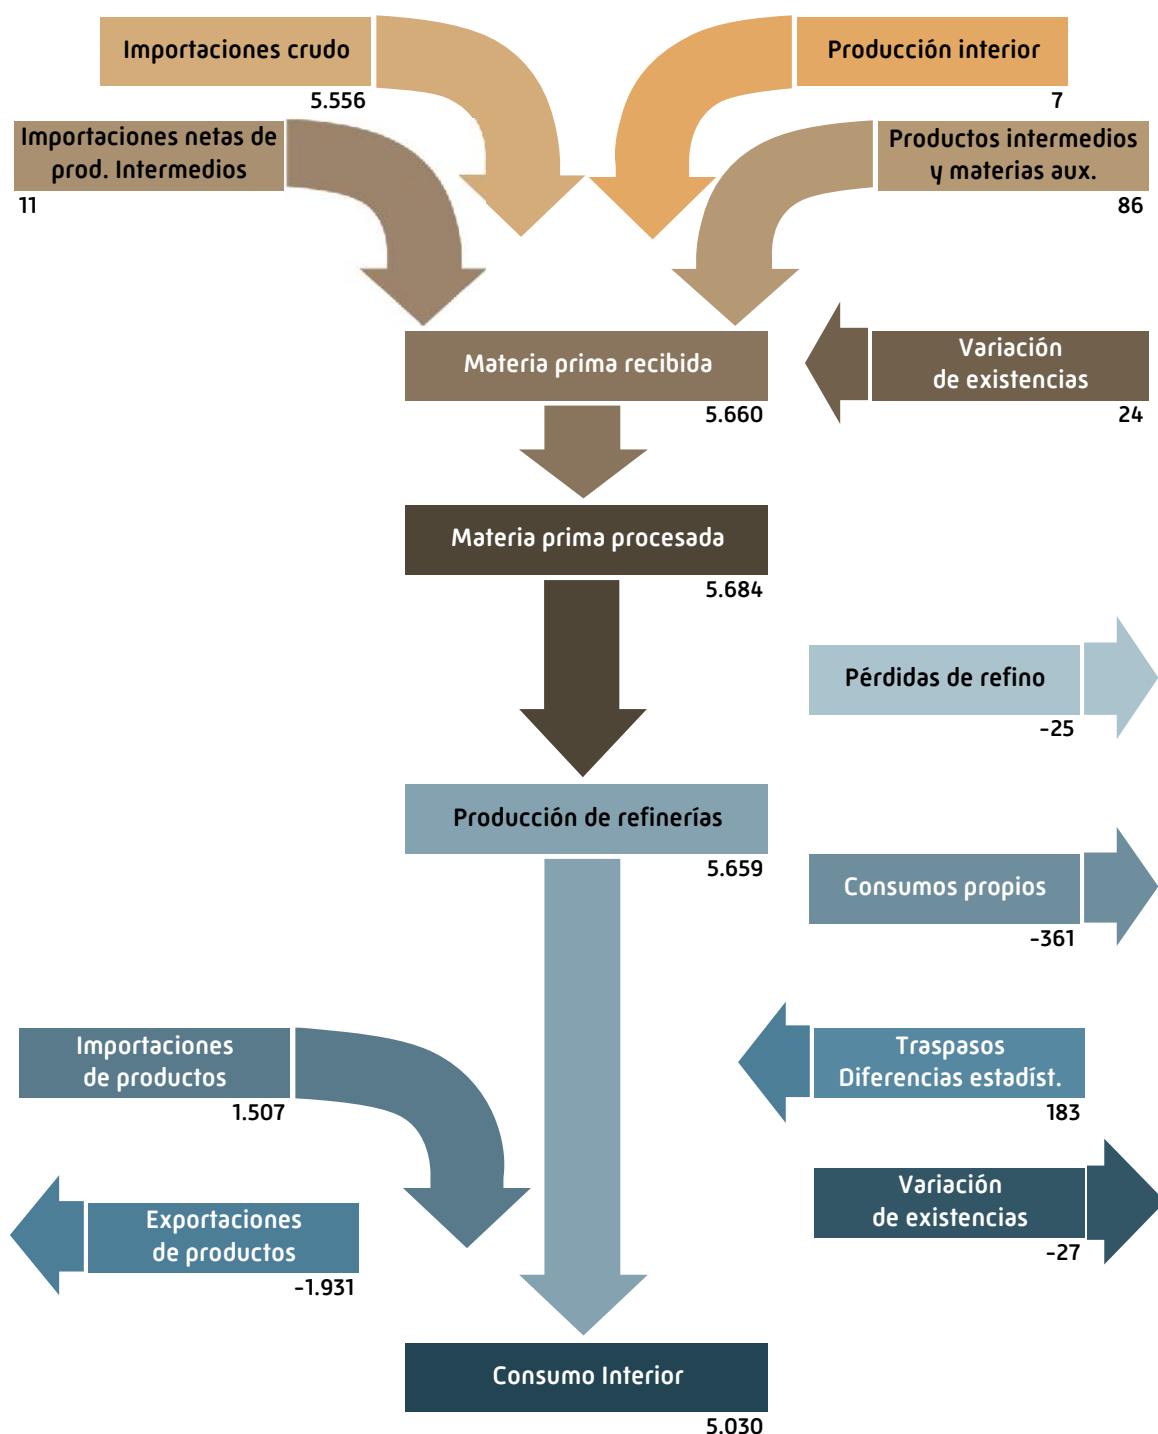 Importaciones crudo
5.556
Producción interior
7
Importaciones netas de
prod. Intermedios
11
Productos intermedios
y materias aux.
86
Materia prima recibida
5.660
Variación
de existencias
24
Materia prima procesada
5.684
Pérdidas de refino
-25
Producción de refinerías
5.659
Consumos propios
-361
Importaciones
de productos
1.507
Traspasos
Diferencias estadíst.
183
Exportaciones
de productos
-1.931
Variación
de existencias
-27
Consumo Interior
5.030